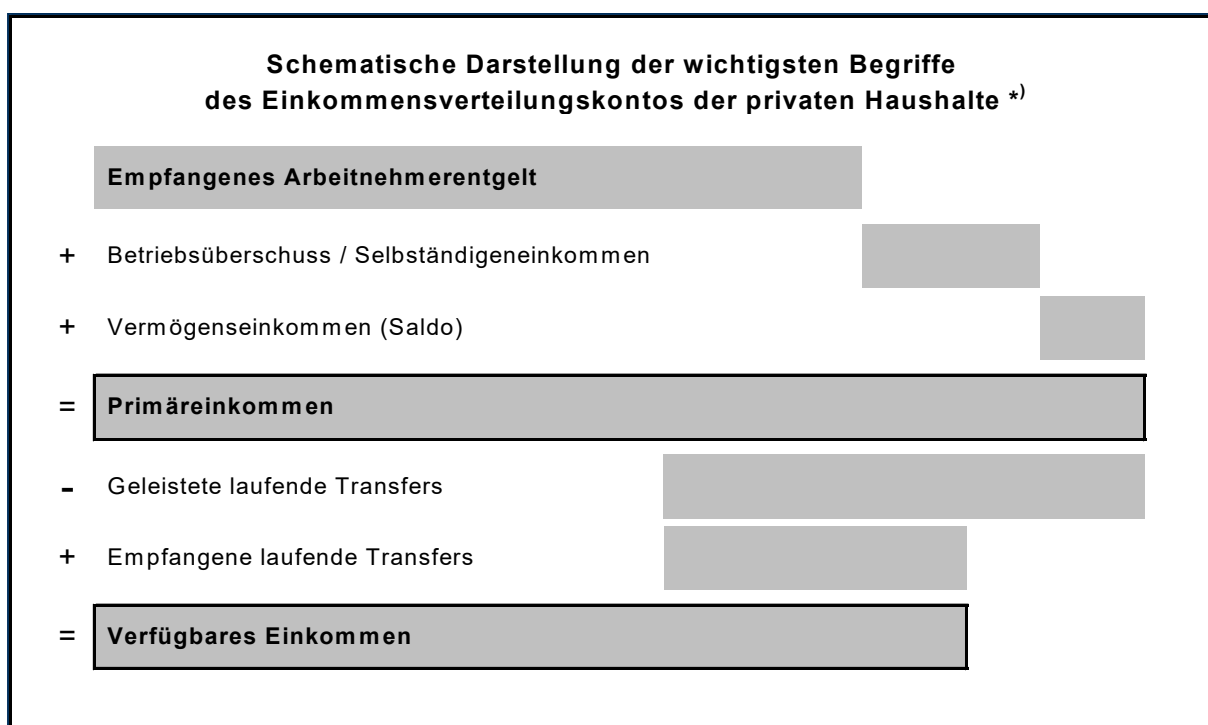 Schematische Darstellung der wichtigsten Begriffe
des Einkommensverteilungskontos der privaten Haushalte *)
Empfangenes Arbeitnehmerentgelt
+ Betriebsüberschuss / Selbständigeneinkommen
+ Vermögenseinkommen (Saldo)
= Primäreinkommen
- Geleistete laufende Transfers
+ Empfangene laufende Transfers
= Verfügbares Einkommen